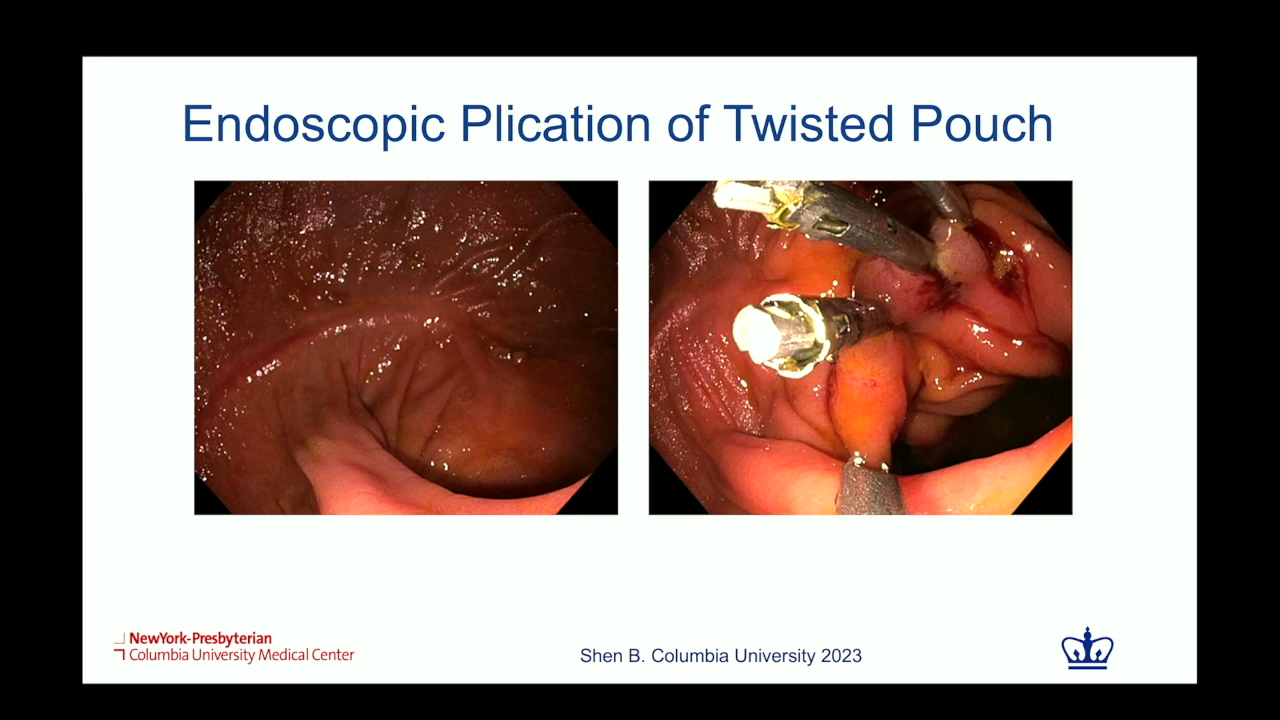 Endoscopic Plication of Twisted Pouch
NewYork-Presbyterian
Columbia University Medical Center
Shen B. Columbia University 2023